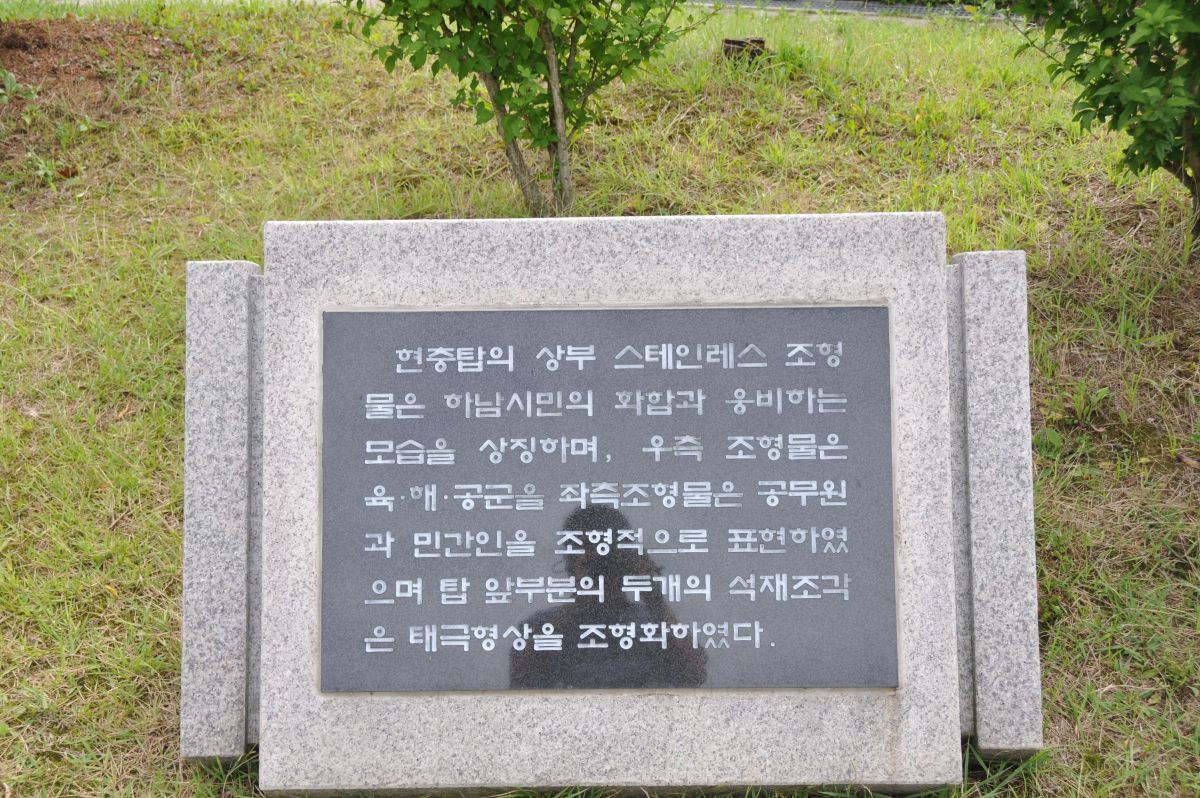 현충탑의 상부 스테인레스 조형
물은 하남시민의 화합과 웅비하는
모습을 상징하며, 우측 조형물은
육·해·공군을 좌측조형물은 공무원
과 민간인을 조형적으로 표현하였
으며 탑 앞부분의 두개의 석재조각
은 태극형상을 조형화하였다.